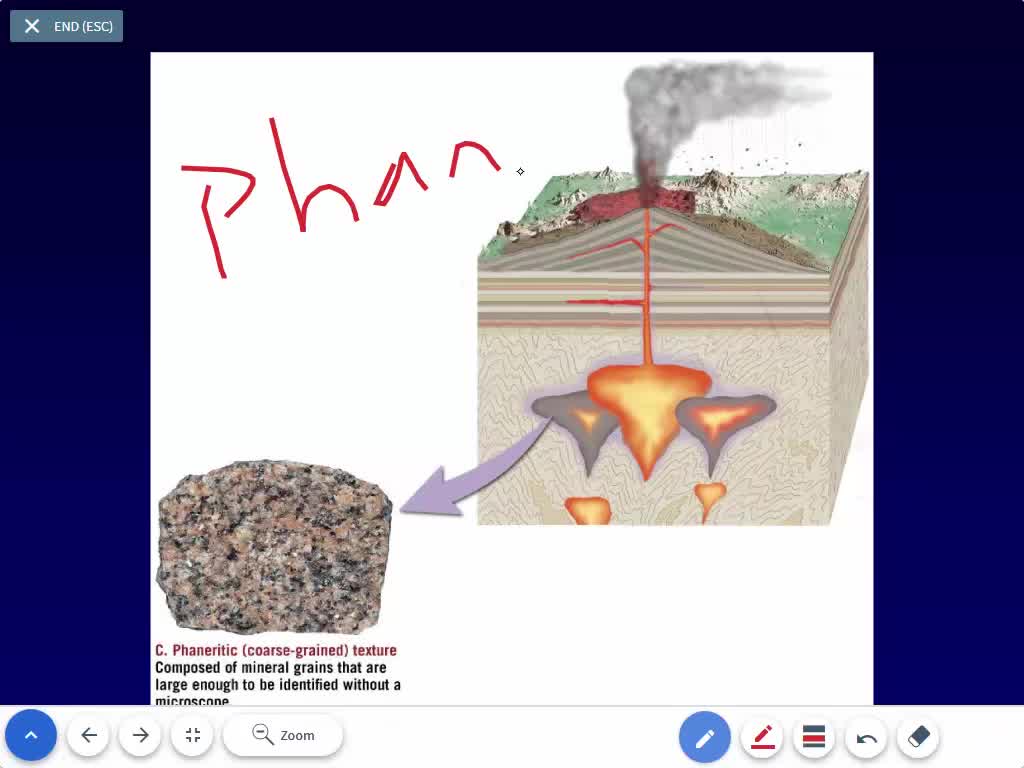 END (ESC)
Phan
C. Phaneritic (coarse-grained) texture
Composed of mineral grains that are
large enough to be identified without a
microscope.
Zoom